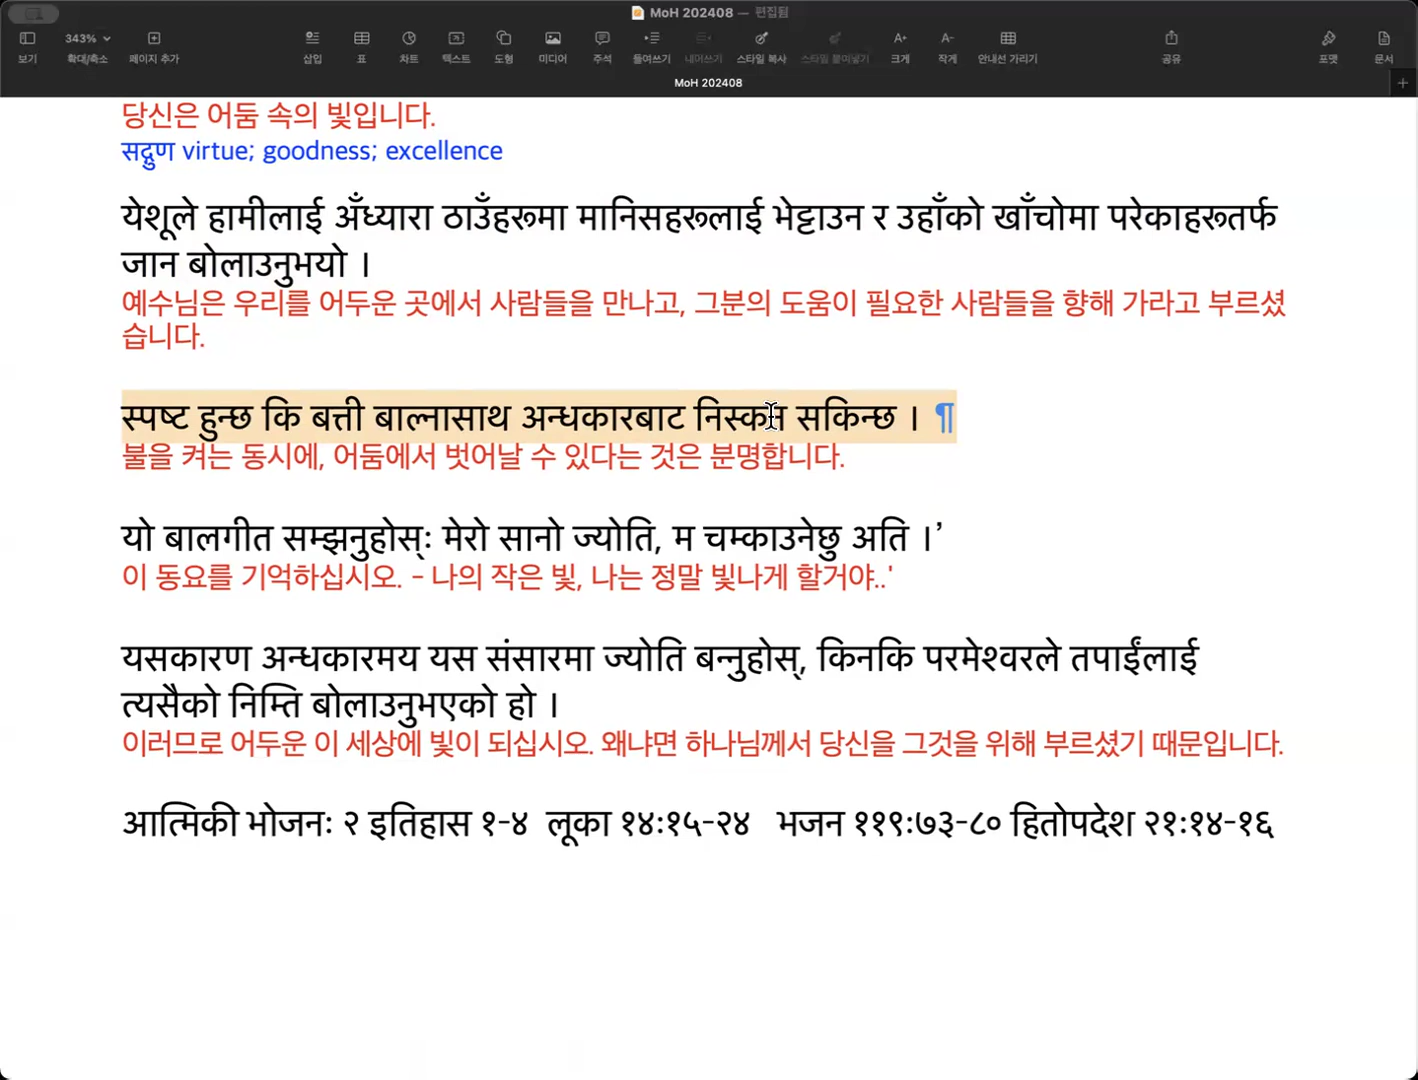 MoH 202408 — 편집됨
343%
보기
확대/축소
페이지 추가
삽입
표
차트
텍스트
도형
미디어
주석
들여쓰기
내어쓰기
스타일 복사
스타일 붙여넣기
크게
작게
안내선 가리기
공유
포맷
문서
MoH 202408
당신은 어둠 속의 빛입니다.
सद्गुण virtue; goodness; excellence
येशूले हामीलाई अँध्यारा ठाउँहरूमा मानिसहरूलाई भेट्टाउन र उहाँको खाँचोमा परेकाहरूतर्फ
जान बोलाउनुभयो ।
예수님은 우리를 어두운 곳에서 사람들을 만나고, 그분의 도움이 필요한 사람들을 향해 가라고 부르셨
습니다.
स्पष्ट हुन्छ कि बत्ती बाल्नासाथ अन्धकारबाट निस्कन सकिन्छ । ¶
불을 켜는 동시에, 어둠에서 벗어날 수 있다는 것은 분명합니다.
यो बालगीत सम्झनुहोस्ः मेरो सानो ज्योति, म चम्काउनेछु अति ।’
이 동요를 기억하십시오. - 나의 작은 빛, 나는 정말 빛나게 할거야..'
यसकारण अन्धकारमय यस संसारमा ज्योति बन्नुहोस्, किनकि परमेश्वरले तपाईंलाई
त्यसैको निम्ति बोलाउनुभएको हो ।
이러므로 어두운 이 세상에 빛이 되십시오. 왜냐면 하나님께서 당신을 그것을 위해 부르셨기 때문입니다.
आत्मिकी भोजनः २ इतिहास १-४ लूका १४:१५-२४ भजन ११९:७३-८० हितोपदेश २१:१४-१६